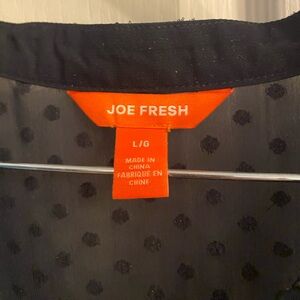 JOE FRESH
L/G
MADE IN
CHINA
FABRIQUÉ EN
CHINE